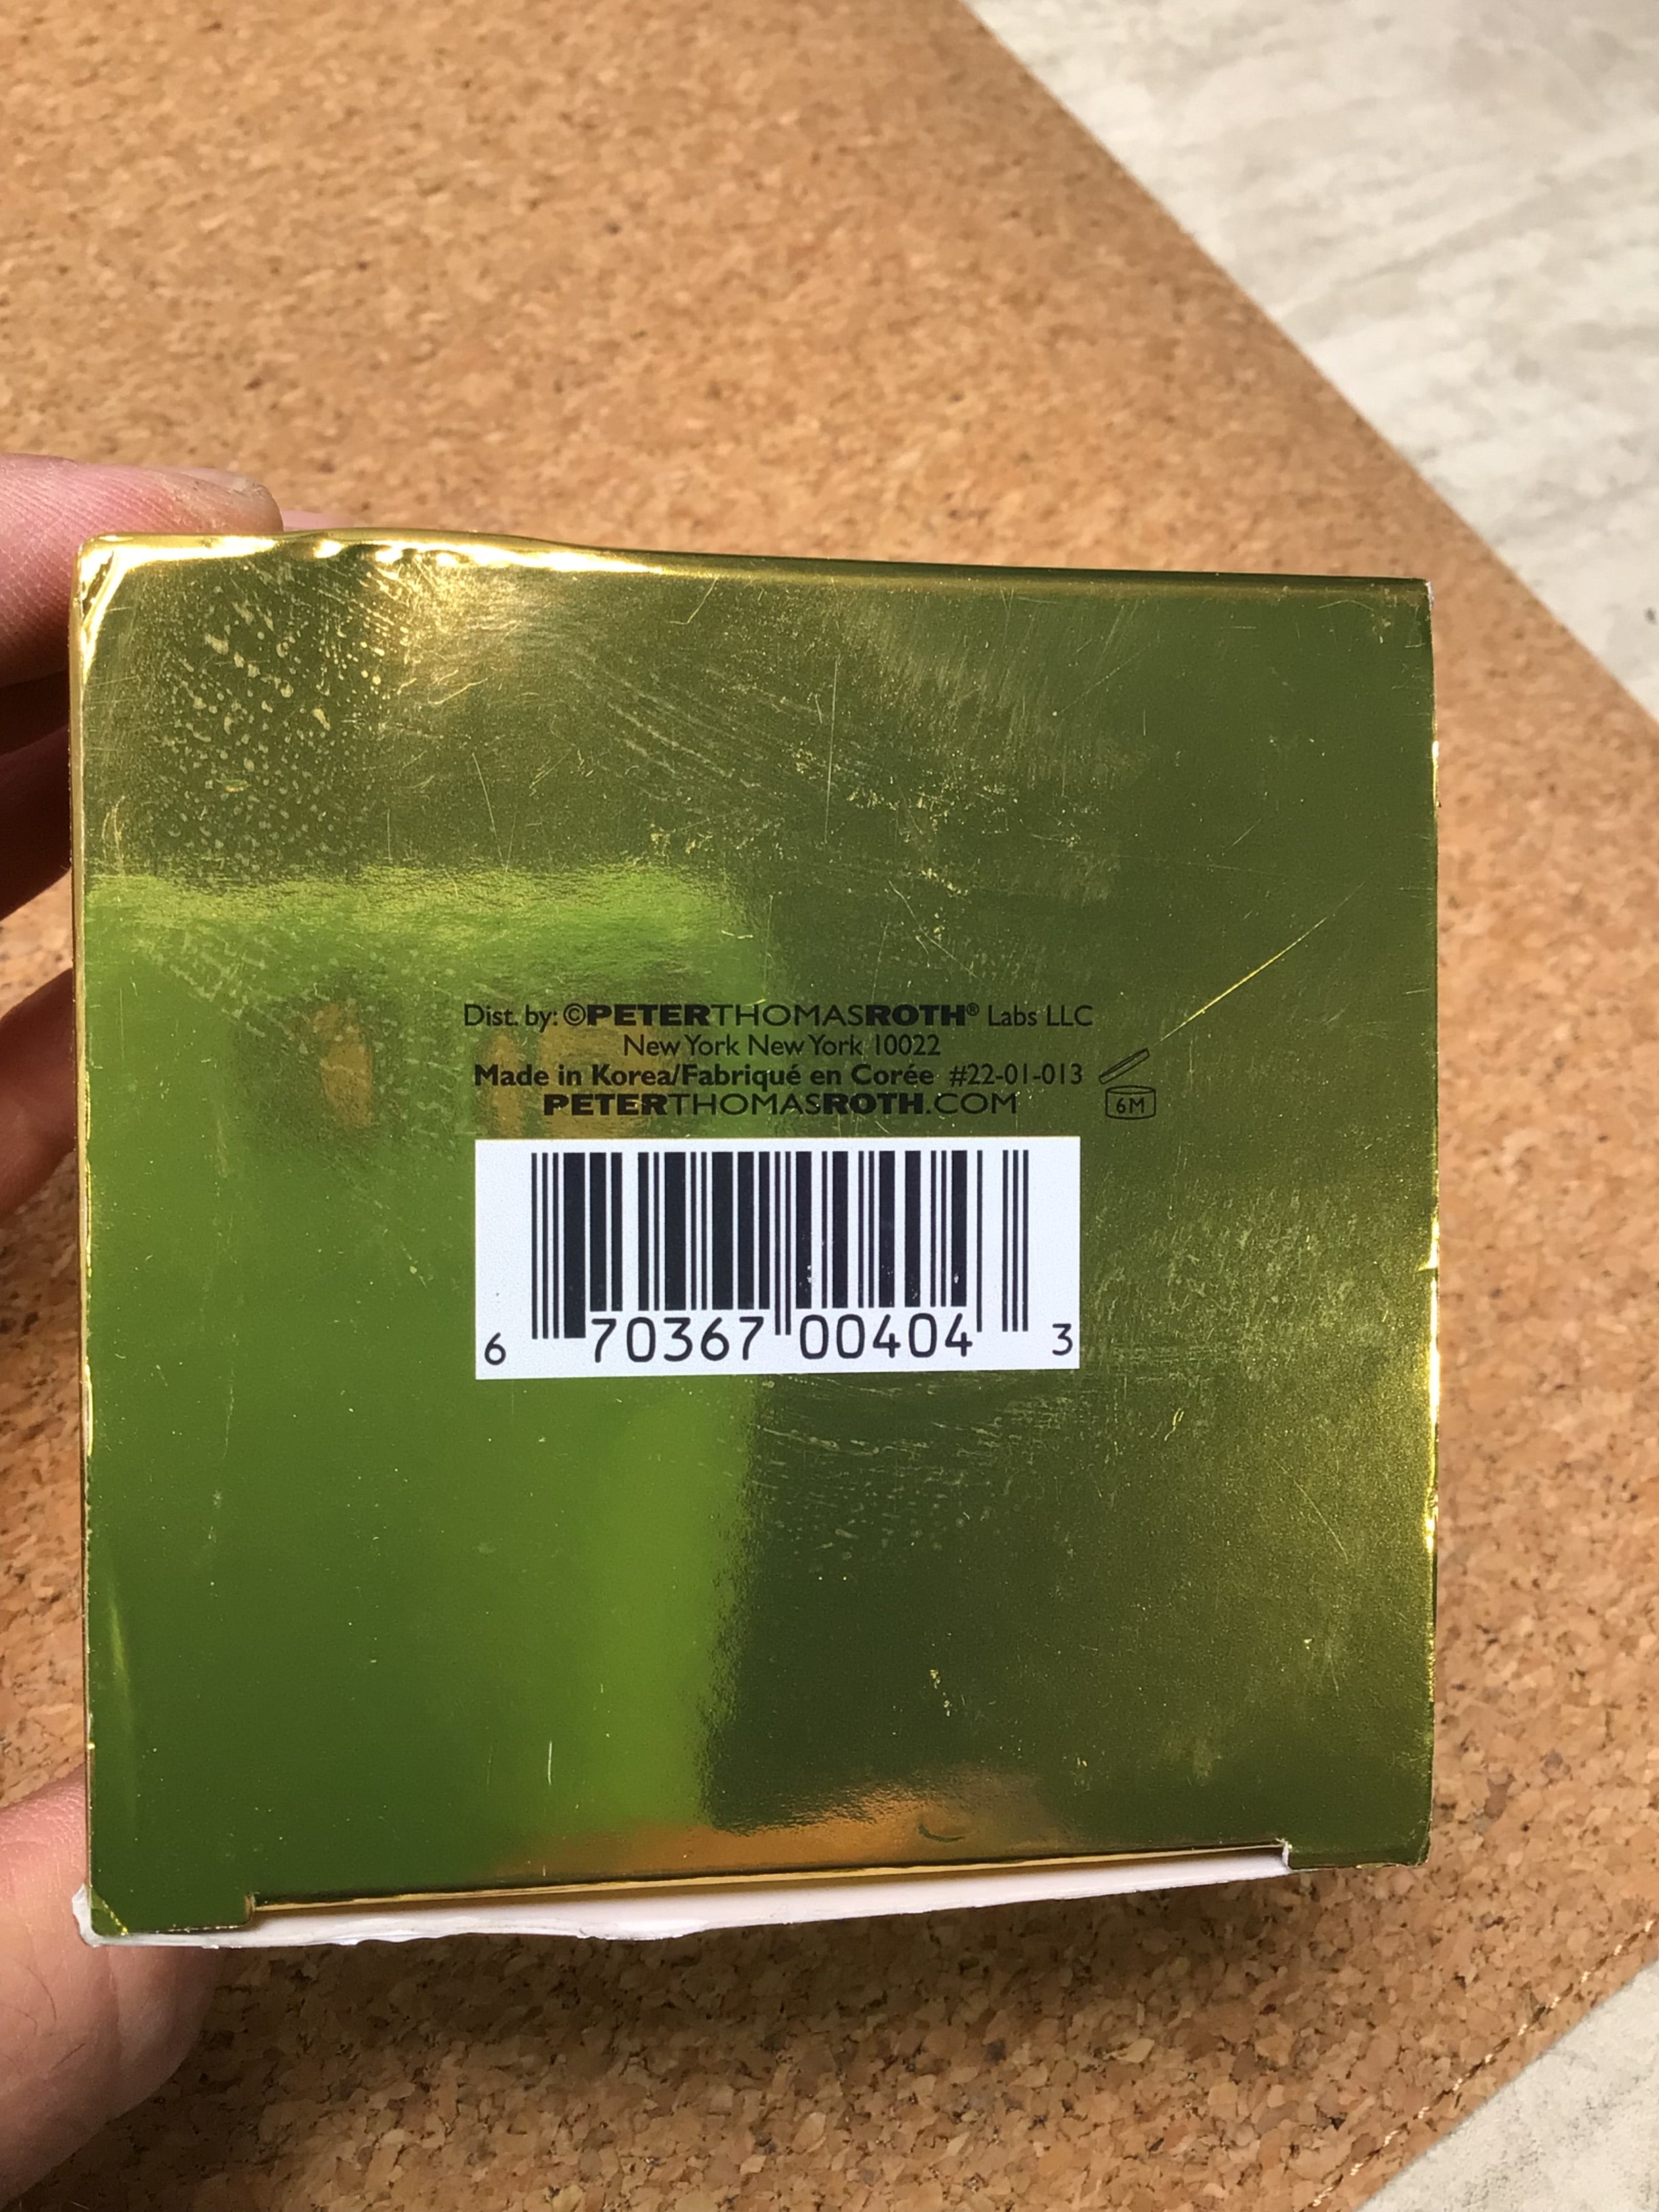 Dist. by: ©PETERTHOMASROTH® Labs LLC
New York New York 10022
Made in Korea/Fabriqué en Corée #22-01-013
PETERTHOMASROTH.COM
6M
6 70367 00404 3